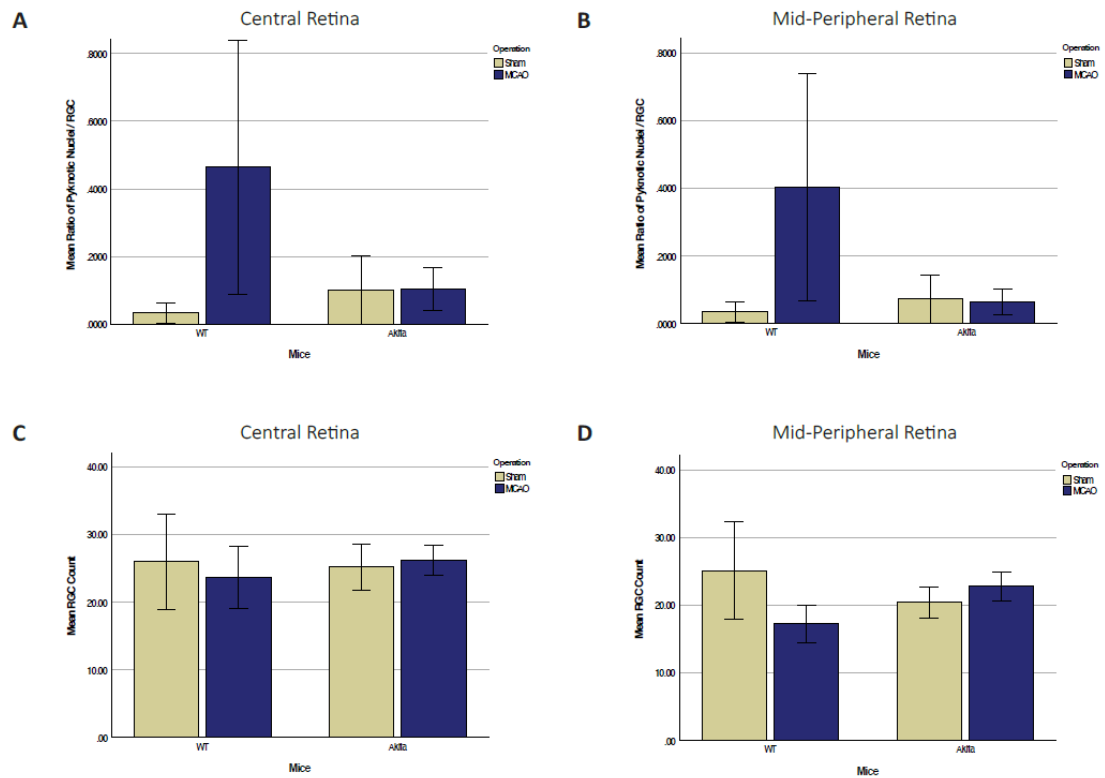 A
Central Retina
Mean Ratio of Pyknotic Nuclei / RGC
.8000
.6000
.4000
.2000
.0000
WT
Akita
Mice
Operation
Sham
MCAO
B
Mid-Peripheral Retina
Mean Ratio of Pyknotic Nuclei / RGC
.8000
.6000
.4000
.2000
.0000
WT
Akita
Mice
Operation
Sham
MCAO
C
Central Retina
Mean RGC Count
40.00
30.00
20.00
10.00
.00
WT
Akita
Mice
Operation
Sham
MCAO
D
Mid-Peripheral Retina
Mean RGC Count
40.00
30.00
20.00
10.00
.00
WT
Akita
Mice
Operation
Sham
MCAO